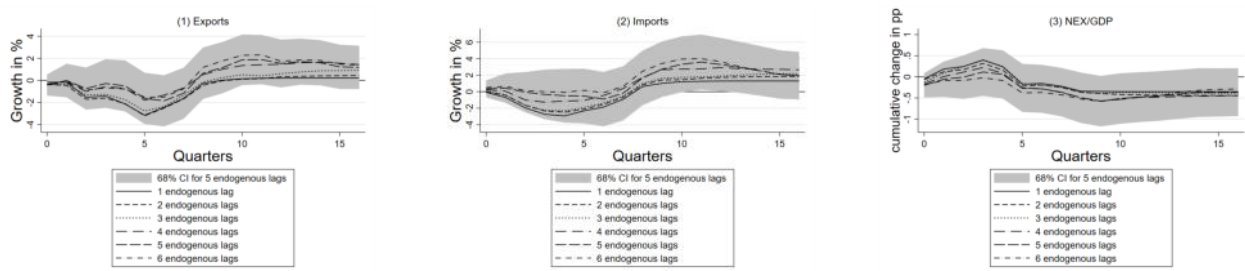 (1) Exports
Growth in %
4
2
0
-2
-4
0 5 10 15
Quarters
68% CI for 5 endogenous lags
1 endogenous lag
2 endogenous lags
3 endogenous lags
4 endogenous lags
5 endogenous lags
6 endogenous lags
(2) Imports
Growth in %
6
4
2
0
-2
-4
0 5 10 15
Quarters
68% CI for 5 endogenous lags
1 endogenous lag
2 endogenous lags
3 endogenous lags
4 endogenous lags
5 endogenous lags
6 endogenous lags
(3) NEX/GDP
cumulative change in pp
1
.5
0
-.5
-1
0 5 10 15
Quarters
68% CI for 5 endogenous lags
1 endogenous lag
2 endogenous lags
3 endogenous lags
4 endogenous lags
5 endogenous lags
6 endogenous lags